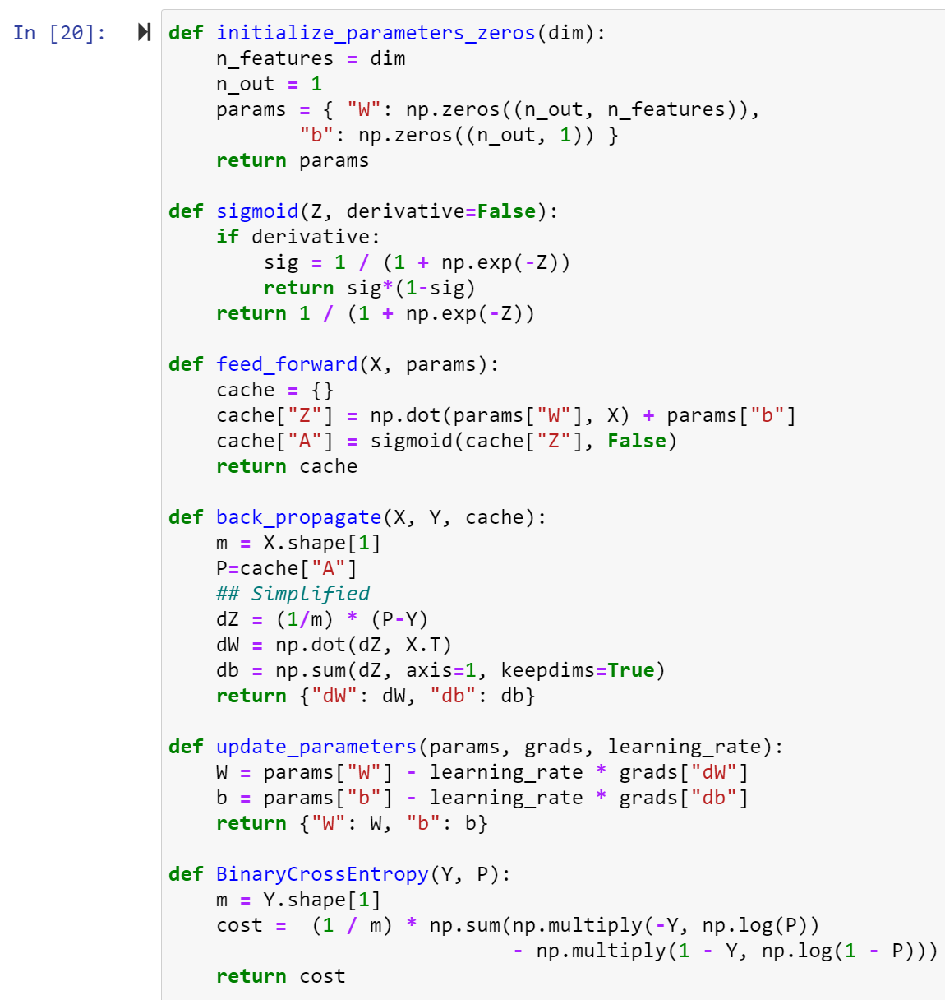 In [20]:
def initialize_parameters_zeros(dim):
    n_features = dim
    n_out = 1
    params = { "W": np.zeros((n_out, n_features)),
           "b": np.zeros((n_out, 1)) }
    return params

def sigmoid(Z, derivative=False):
    if derivative:
        sig = 1 / (1 + np.exp(-Z))
        return sig*(1-sig)
    return 1 / (1 + np.exp(-Z))

def feed_forward(X, params):
    cache = {}
    cache["Z"] = np.dot(params["W"], X) + params["b"]
    cache["A"] = sigmoid(cache["Z"], False)
    return cache

def back_propagate(X, Y, cache):
    m = X.shape[1]
    P=cache["A"]
    ## Simplified
    dZ = (1/m) * (P-Y)
    dW = np.dot(dZ, X.T)
    db = np.sum(dZ, axis=1, keepdims=True)
    return {"dW": dW, "db": db}

def update_parameters(params, grads, learning_rate):
    W = params["W"] - learning_rate * grads["dW"]
    b = params["b"] - learning_rate * grads["db"]
    return {"W": W, "b": b}

def BinaryCrossEntropy(Y, P):
    m = Y.shape[1]
    cost =  (1 / m) * np.sum(np.multiply(-Y, np.log(P))
                             - np.multiply(1 - Y, np.log(1 - P)))
    return cost